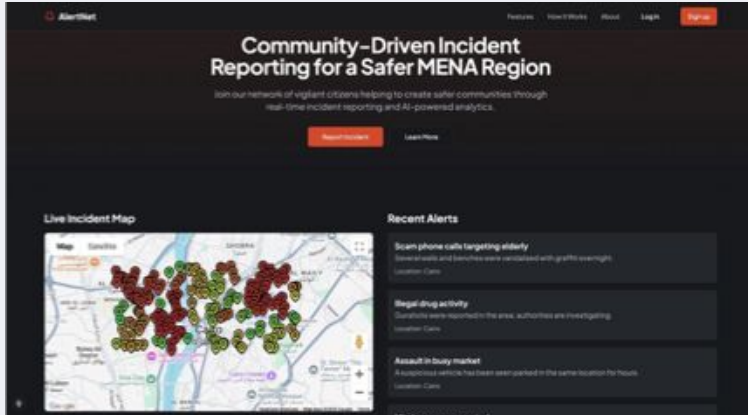 AlertNet
Features How It Works About Log in Sign up
Community-Driven Incident
Reporting for a Safer MENA Region
Join our network of vigilant citizens helping to create safer communities through
real-time incident reporting and AI-powered analytics.
Report Incident Learn More
Live Incident Map
Map Satellite
SHOBRA
Recent Alerts
Scam phone calls targeting elderly
Several walls and benches were vandalized with graffiti overnight.
Location: Cairo
Illegal drug activity
Gunshots were reported in the area, authorities are investigating.
Location: Cairo
Assault in busy market
A suspicious vehicle has been seen parked in the same location for hours.
Location: Cairo